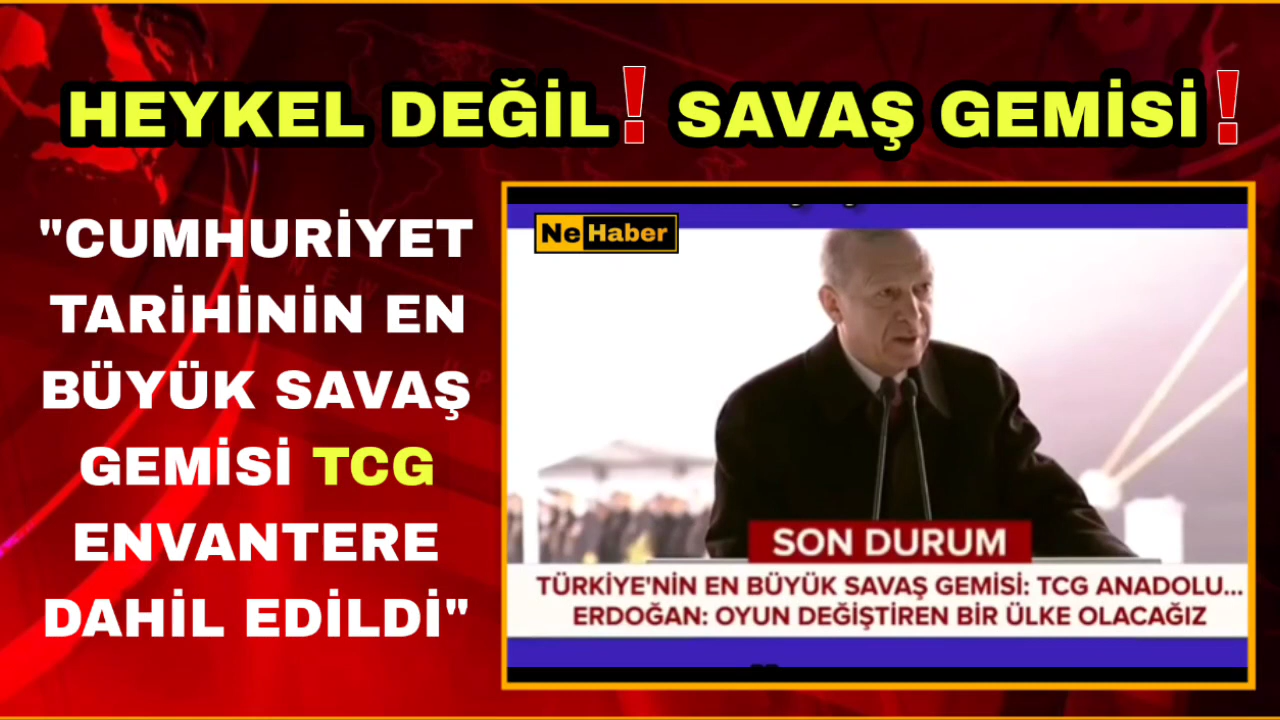 HEYKEL DEĞİL! SAVAŞ GEMİSİ!
"CUMHURİYET
TARİHİNİN EN
BÜYÜK SAVAŞ
GEMİSİ TCG
ENVANTERE
DAHİL EDİLDİ"
Ne Haber
SON DURUM
TÜRKİYE'NİN EN BÜYÜK SAVAŞ GEMİSİ: TCG ANADOLU...
ERDOĞAN: OYUN DEĞİŞTİREN BİR ÜLKE OLACAĞIZ